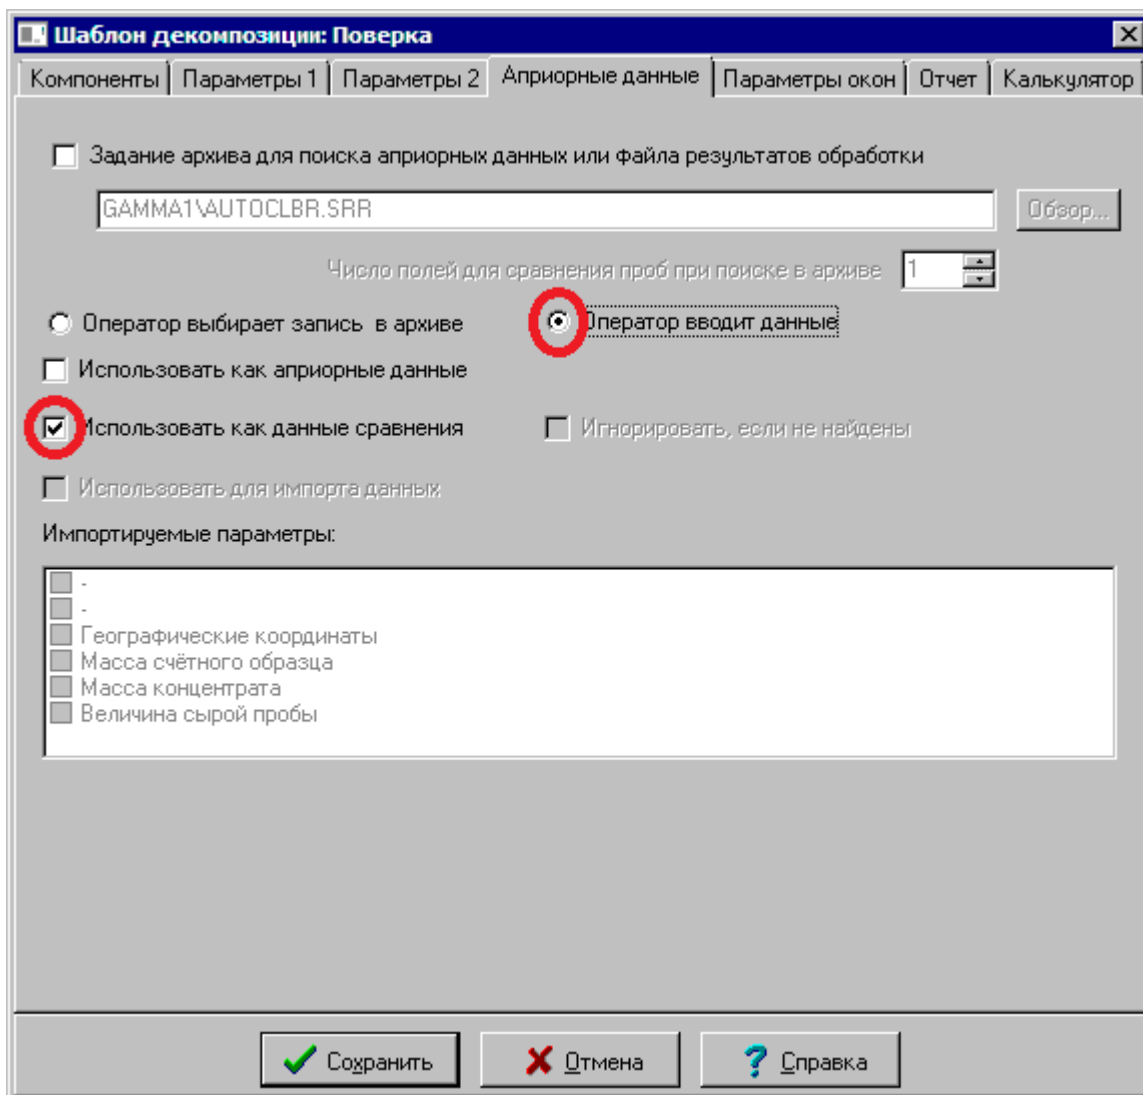 Шаблон декомпозиции: Поверка
Компоненты Параметры 1 Параметры 2 Априорные данные Параметры окон Отчет Калькулятор
Задание архива для поиска априорных данных или файла результатов обработки
GAMMA1\AUTOCLBR.SRR Обзор...
Число полей для сравнения проб при поиске в архиве 1
Оператор выбирает запись в архиве Оператор вводит данные
Использовать как априорные данные
Использовать как данные сравнения Игнорировать, если не найдены
Использовать для импорта данных
Импортируемые параметры:
-
-
Географические координаты
Масса счётного образца
Масса концентрата
Величина сырой пробы
Сохранить Отмена Справка